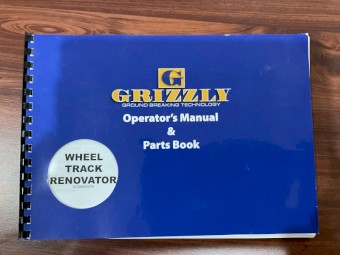 G
GRIZZLY
GROUND BREAKING TECHNOLOGY
Operator's Manual
&
Parts Book
WHEEL
TRACK
RENOVATOR